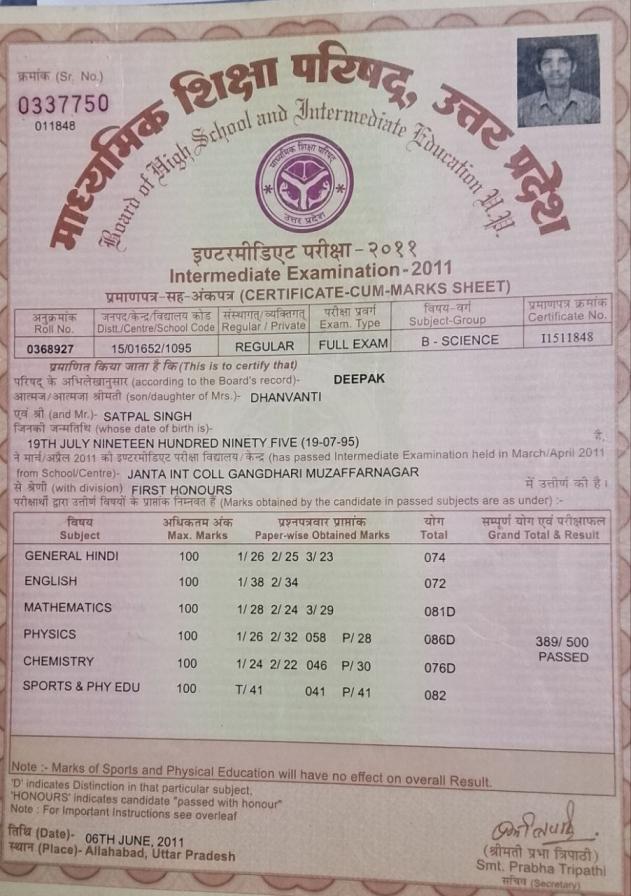 क्रमांक (Sr. No.)
0337750
011848
माध्यमिक शिक्षा परिषद्, उत्तर प्रदेश
Board of High School and Intermediate Education U.P.
माध्यमिक शिक्षा परिषद
उत्तर प्रदेश
इण्टरमीडिएट परीक्षा-२०११
Intermediate Examination-2011
प्रमाणपत्र-सह-अंकपत्र (CERTIFICATE-CUM-MARKS SHEET)
अनुक्रमांक जनपद/केन्द्र/विद्यालय कोड संस्थागत/व्यक्तिगत परीक्षा प्रवर्ग विषय-वर्ग प्रमाणपत्र क्रमांक
Roll No. Distt./Centre/School Code Regular / Private Exam. Type Subject-Group Certificate No.
0368927 15/01652/1095 REGULAR FULL EXAM B - SCIENCE I1511848
प्रमाणित किया जाता है कि (This is to certify that)
परिषद् के अभिलेखानुसार (according to the Board's record)- DEEPAK
आत्मज/आत्मजा श्रीमती (son/daughter of Mrs.)- DHANVANTI
एवं श्री (and Mr.)- SATPAL SINGH
जिनकी जन्मतिथि (whose date of birth is)-
19TH JULY NINETEEN HUNDRED NINETY FIVE (19-07-95) है,
ने मार्च/अप्रैल 2011 की इण्टरमीडिएट परीक्षा विद्यालय/केन्द्र (has passed Intermediate Examination held in March/April 2011
from School/Centre)- JANTA INT COLL GANGDHARI MUZAFFARNAGAR
से श्रेणी (with division) FIRST HONOURS में उत्तीर्ण की है।
परीक्षार्थी द्वारा उत्तीर्ण विषयों के प्राप्तांक निम्नवत हैं (Marks obtained by the candidate in passed subjects are as under) :-
विषय अधिकतम अंक प्रश्नपत्रवार प्राप्तांक योग सम्पूर्ण योग एवं परीक्षाफल
Subject Max. Marks Paper-wise Obtained Marks Total Grand Total & Result
GENERAL HINDI 100 1/ 26 2/ 25 3/ 23 074
ENGLISH 100 1/ 38 2/ 34 072
MATHEMATICS 100 1/ 28 2/ 24 3/ 29 081D
PHYSICS 100 1/ 26 2/ 32 058 P/ 28 086D 389/ 500
PASSED
CHEMISTRY 100 1/ 24 2/ 22 046 P/ 30 076D
SPORTS & PHY EDU 100 T/ 41 041 P/ 41 082
Note :- Marks of Sports and Physical Education will have no effect on overall Result.
'D' indicates Distinction in that particular subject,
'HONOURS' indicates candidate "passed with honour"
Note : For Important Instructions see overleaf
तिथि (Date)- 06TH JUNE, 2011
स्थान (Place)- Allahabad, Uttar Pradesh
(श्रीमती प्रभा त्रिपाठी)
Smt. Prabha Tripathi
सचिव (Secretary)